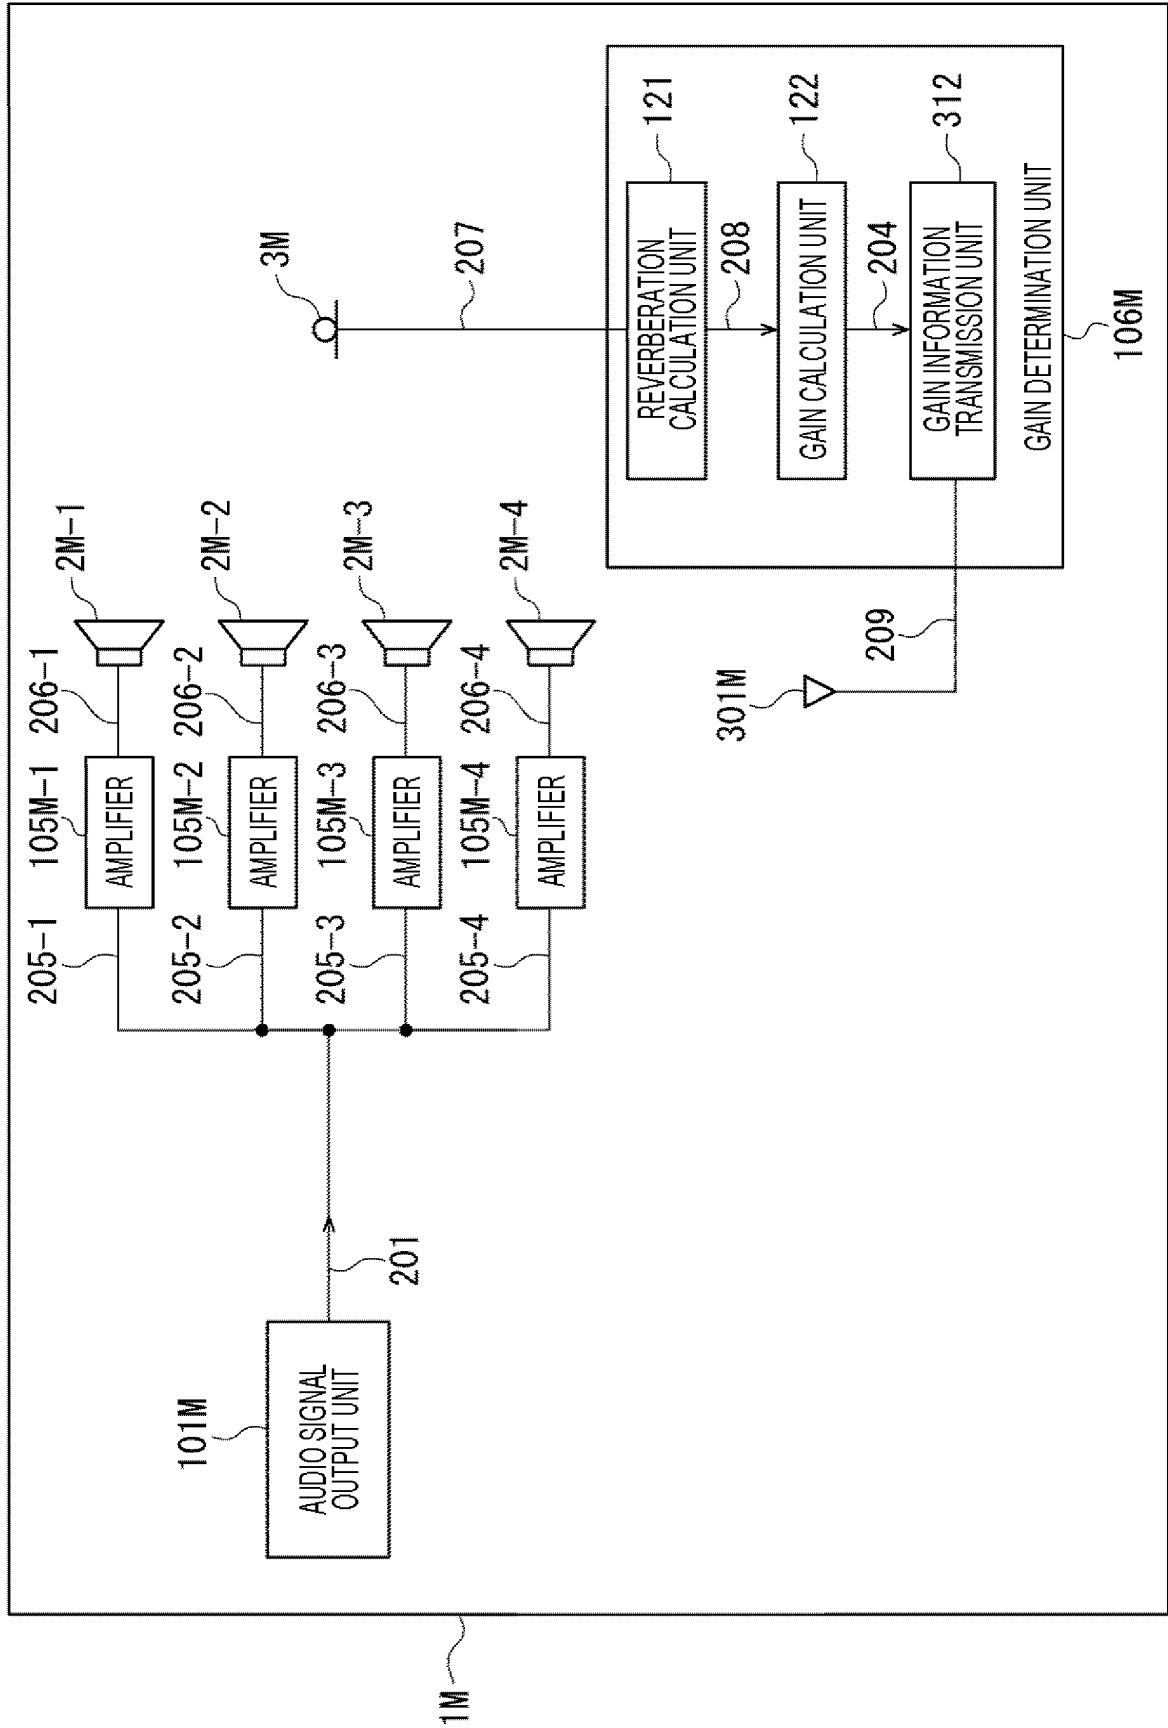 1M
101M
AUDIO SIGNAL
OUTPUT UNIT
201
205-1
105M-1
AMPLIFIER
206-1
2M-1
205-2
105M-2
AMPLIFIER
206-2
2M-2
205-3
105M-3
AMPLIFIER
206-3
2M-3
205-4
105M-4
AMPLIFIER
206-4
2M-4
3M
207
301M
209
REVERBERATION
CALCULATION UNIT
121
208
GAIN CALCULATION UNIT
122
204
GAIN INFORMATION
TRANSMISSION UNIT
312
GAIN DETERMINATION UNIT
106M